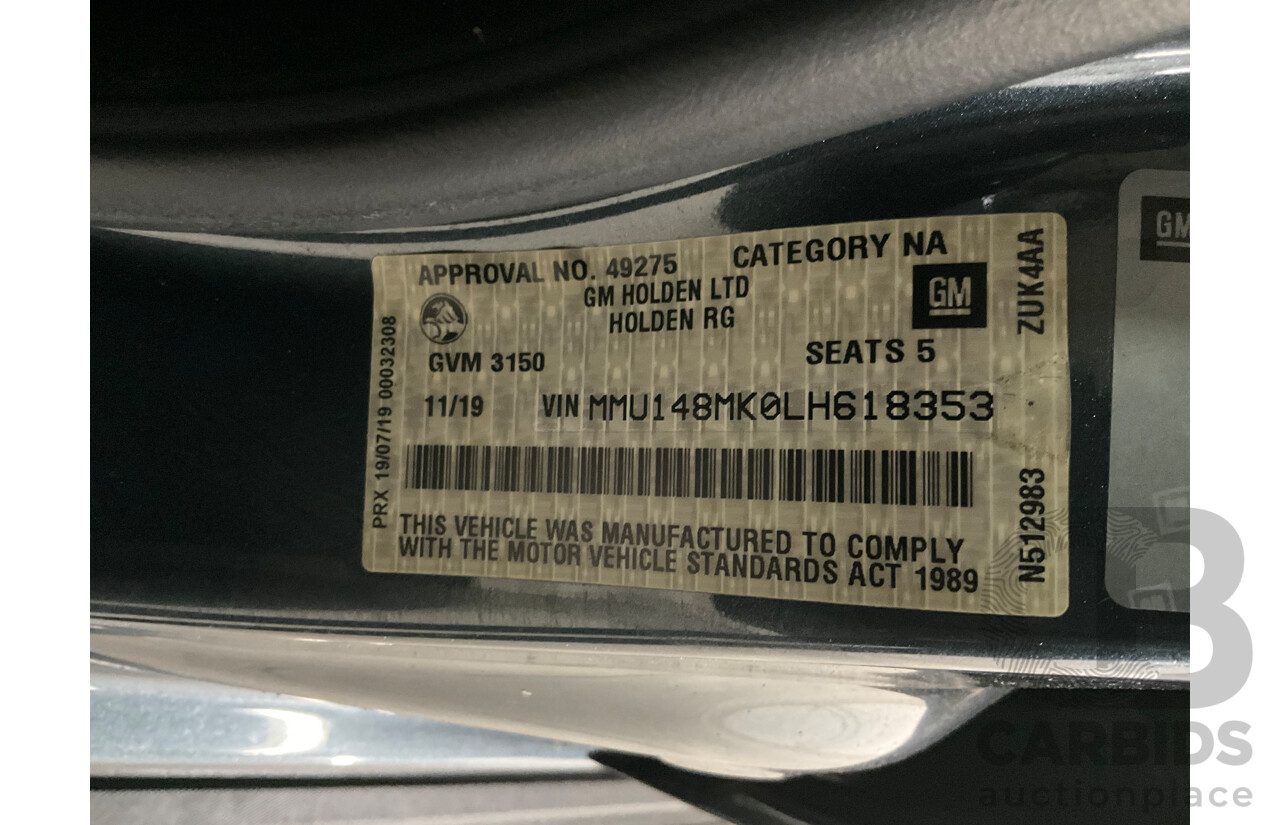 APPROVAL NO. 49275
CATEGORY NA
GM HOLDEN LTD
HOLDEN RG
GM
GVM 3150
SEATS 5
11/19
VIN MMU148MK0LH618353
THIS VEHICLE WAS MANUFACTURED TO COMPLY
WITH THE MOTOR VEHICLE STANDARDS ACT 1989
PRX 19/07/19 00032308
ZUK4AA
N512983
GM
B
CARBIDS
auctionplace